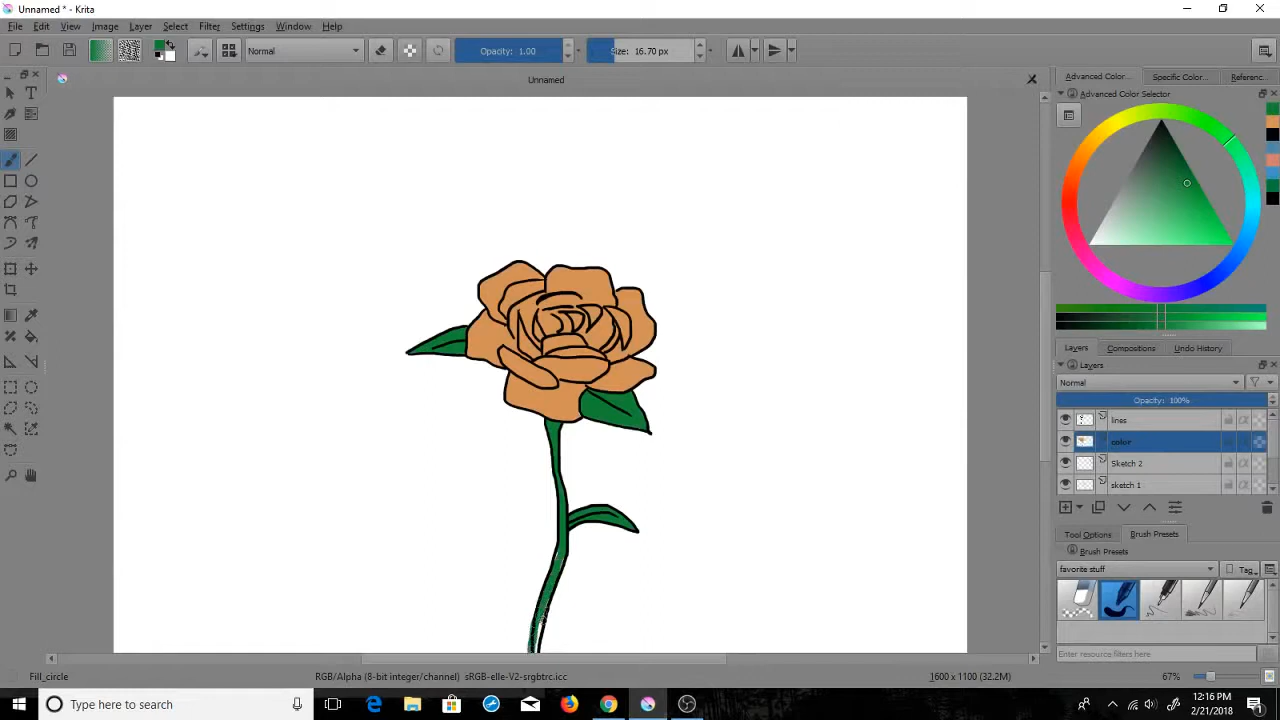 Unnamed * - Krita
File Edit View Image Layer Select Filter Settings Window Help
Normal
Opacity: 1.00
Size: 16.70 px
Unnamed
Advanced Color...
Specific Color...
Referenc...
Advanced Color Selector
Layers
Compositions
Undo History
Layers
Normal
Opacity: 100%
lines
color
Sketch 2
sketch 1
Tool Options
Brush Presets
Brush Presets
favorite stuff
Tag
Enter resource filters here
Fill_circle
RGB/Alpha (8-bit integer/channel) sRGB-elle-V2-srgbtrc.icc
1600 x 1100 (32.2M)
67%
Type here to search
12:16 PM
2/21/2018